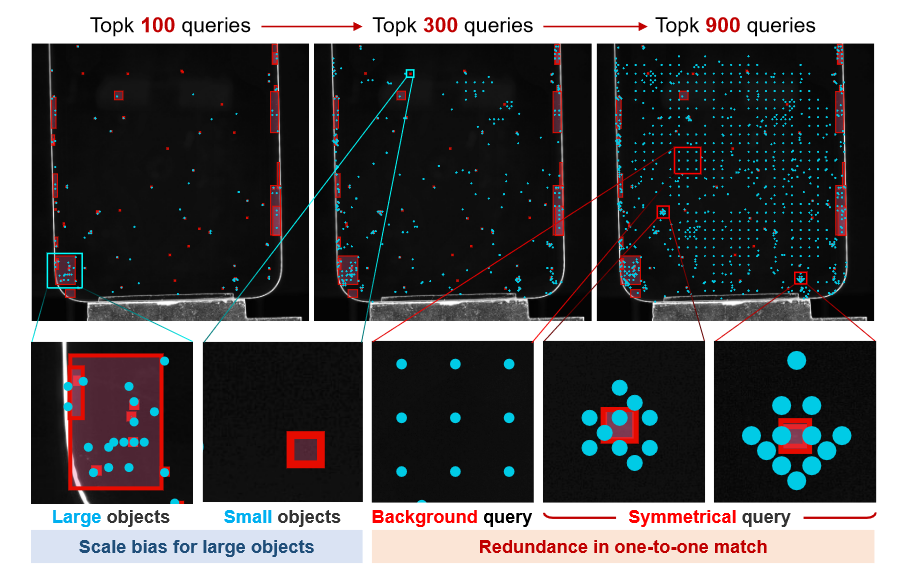 Topk 100 queries
Topk 300 queries
Topk 900 queries
Large objects
Small objects
Background query
Symmetrical query
Scale bias for large objects
Redundance in one-to-one match